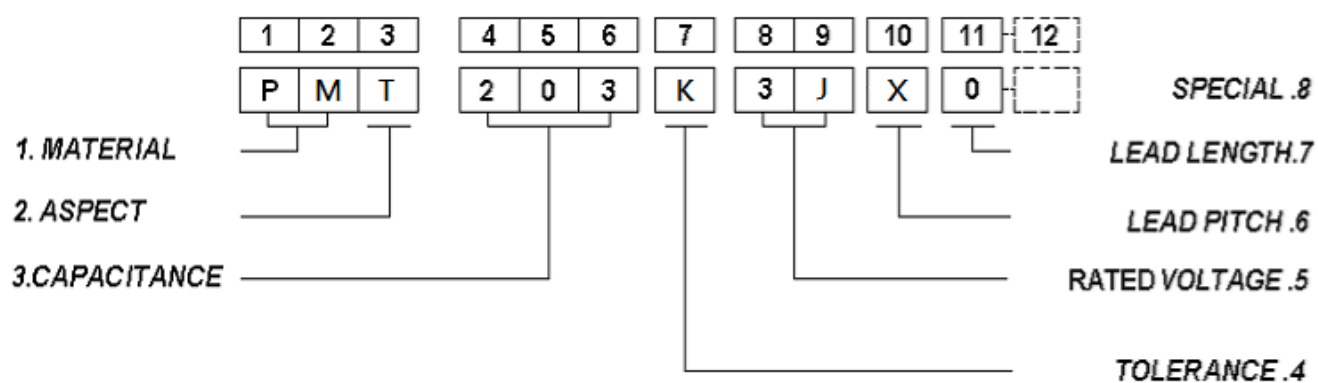 1 2 3 4 5 6 7 8 9 10 11 12
P M T 2 0 3 K 3 J X 0
SPECIAL .8
1. MATERIAL
LEAD LENGTH.7
2. ASPECT
LEAD PITCH .6
3.CAPACITANCE
RATED VOLTAGE .5
TOLERANCE .4